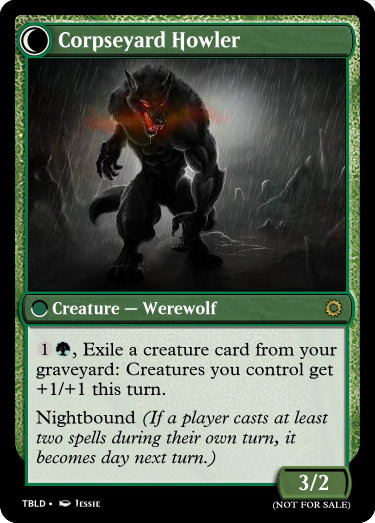 Corpseyard Howler
Creature — Werewolf
1 , Exile a creature card from your
graveyard: Creatures you control get
+1/+1 this turn.
Nightbound (If a player casts at least
two spells during their own turn, it
becomes day next turn.)
3/2
TBLD • Jessie
(NOT FOR SALE)